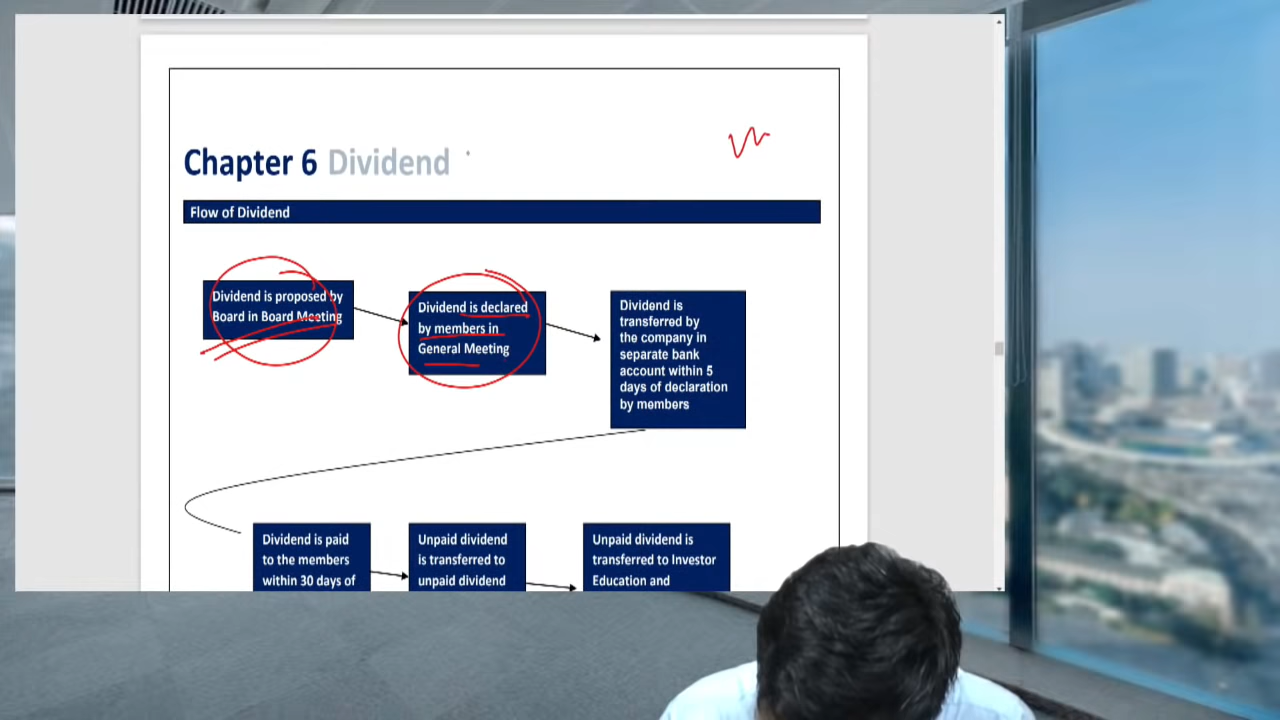 Chapter 6 Dividend
Flow of Dividend
Dividend is proposed by
Board in Board Meeting
Dividend is declared
by members in
General Meeting
Dividend is
transferred by
the company in
separate bank
account within 5
days of declaration
by members
Dividend is paid
to the members
within 30 days of
Unpaid dividend
is transferred to
unpaid dividend
Unpaid dividend is
transferred to Investor
Education and